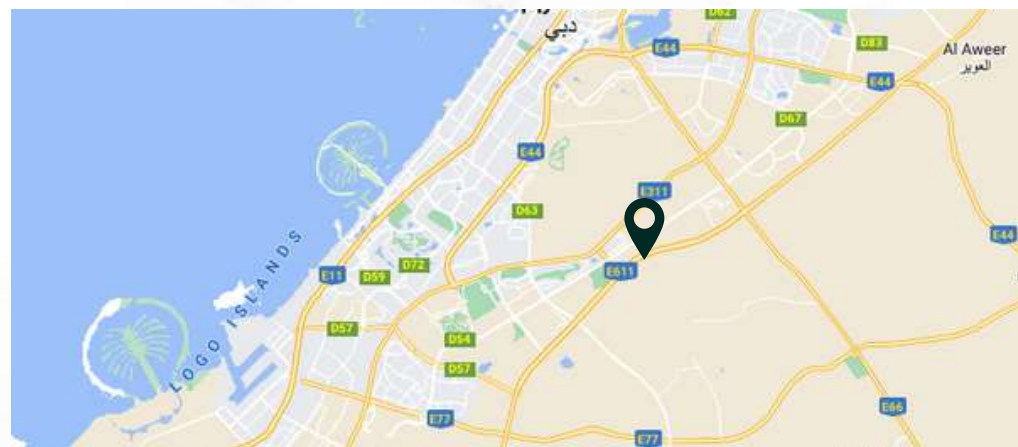 دبي
D62
E44
D83
Al Aweer
العوير
E44
D67
E44
E311
D63
E44
LOGO ISLANDS
E11
D59
D72
E611
D57
D54
D57
E77
E66
E77